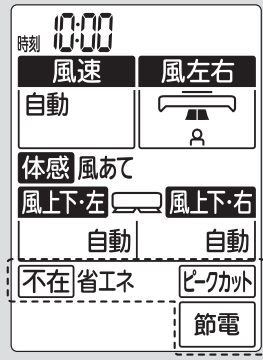 時刻 10:00
風速 風左右
自動
体感 風あて
風上下・左 風上下・右
自動 自動
不在 省エネ ピークカット
節電